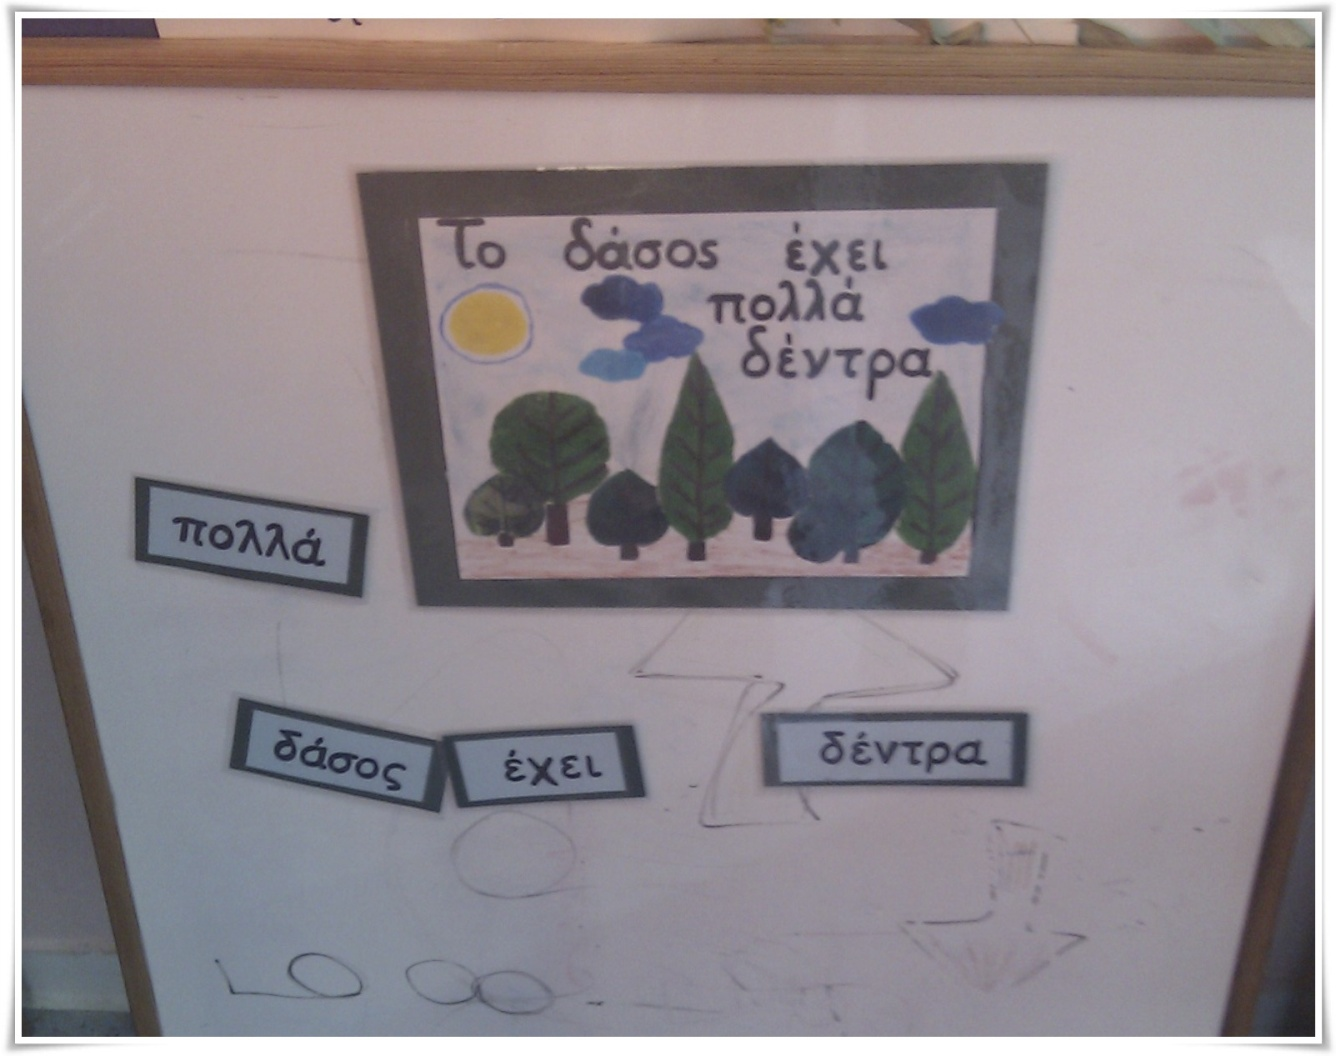 Το δάσος έχει
πολλά
δέντρα
πολλά
δάσος έχει δέντρα